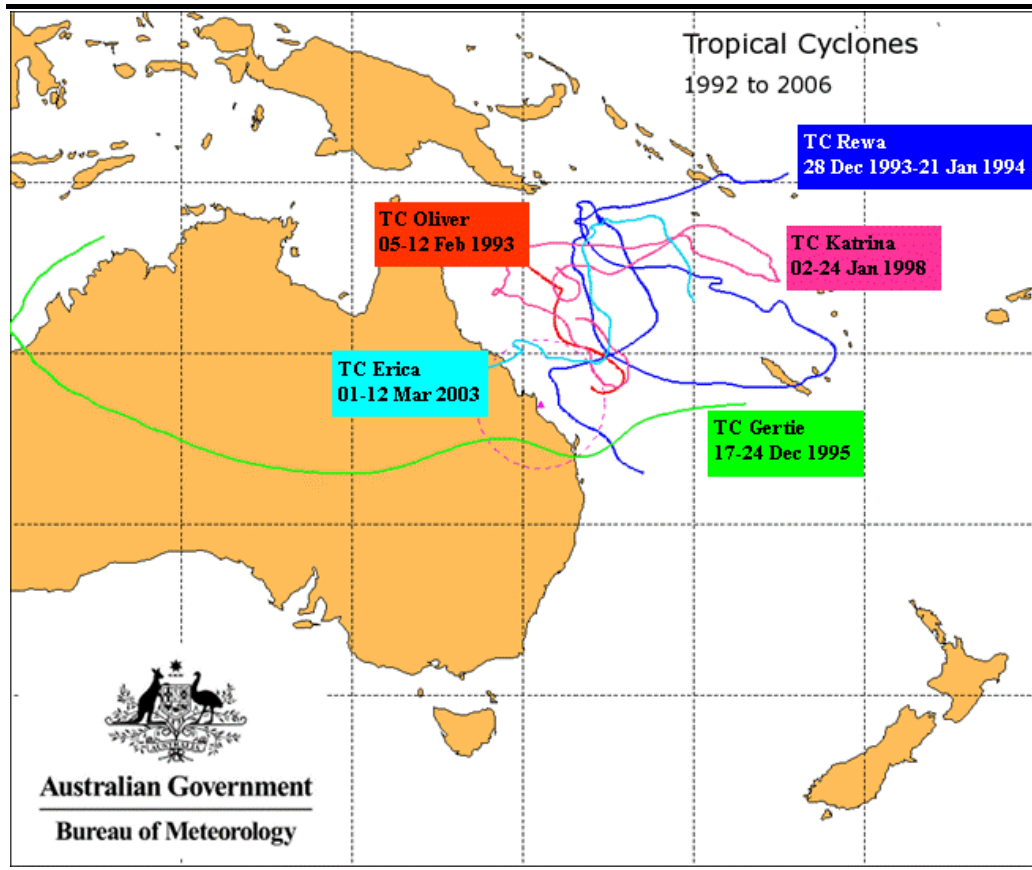 Tropical Cyclones
1992 to 2006
TC Rewa
28 Dec 1993-21 Jan 1994
TC Oliver
05-12 Feb 1993
TC Katrina
02-24 Jan 1998
TC Erica
01-12 Mar 2003
TC Gertie
17-24 Dec 1995
AUSTRALIA
Australian Government
Bureau of Meteorology